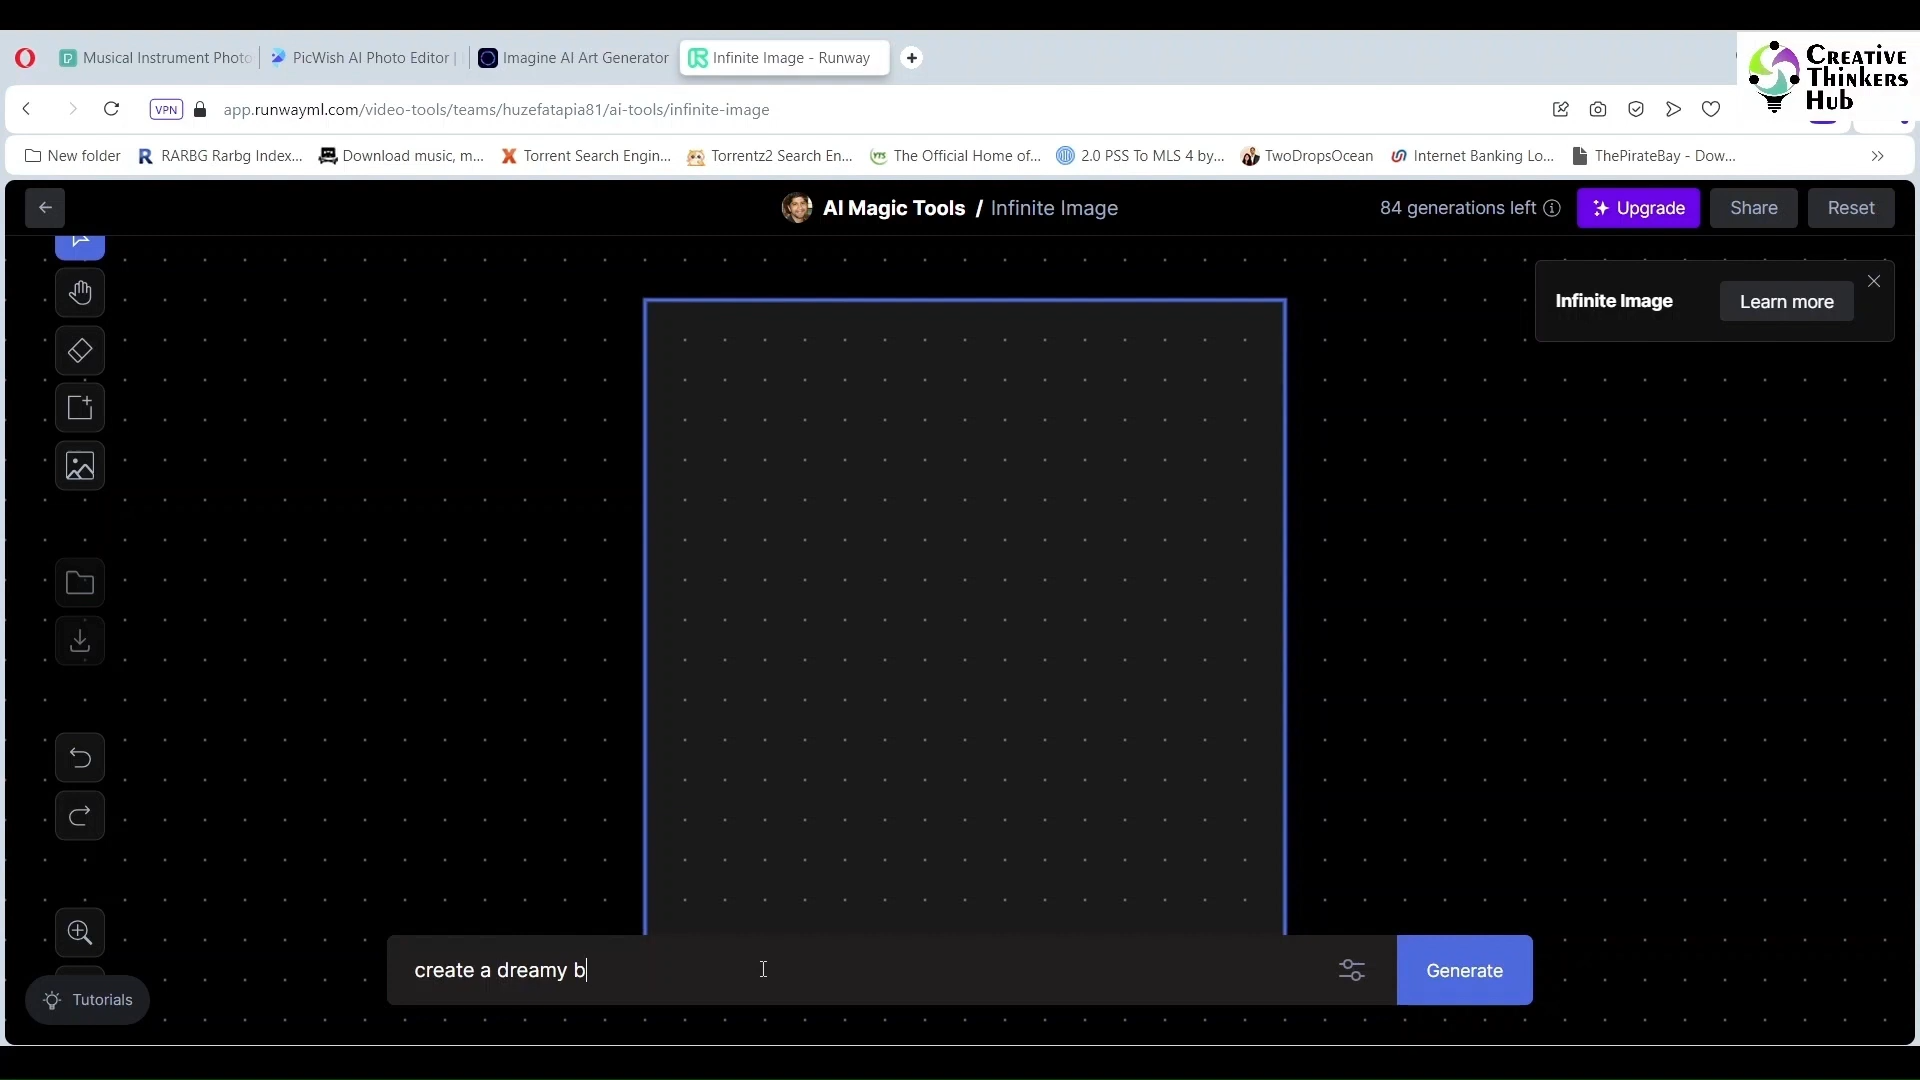 Musical Instrument Photo
PicWish AI Photo Editor |
Imagine AI Art Generator
Infinite Image - Runway
CREATIVE
THINKERS
HUB
VPN
app.runwayml.com/video-tools/teams/huzefatapia81/ai-tools/infinite-image
New folder
RARBG Rarbg Index...
Download music, m...
Torrent Search Engin...
Torrentz2 Search En...
The Official Home of...
2.0 PSS To MLS 4 by...
TwoDropsOcean
Internet Banking Lo...
ThePirateBay - Dow...
AI Magic Tools / Infinite Image
84 generations left
Upgrade
Share
Reset
Infinite Image
Learn more
create a dreamy b
Generate
Tutorials